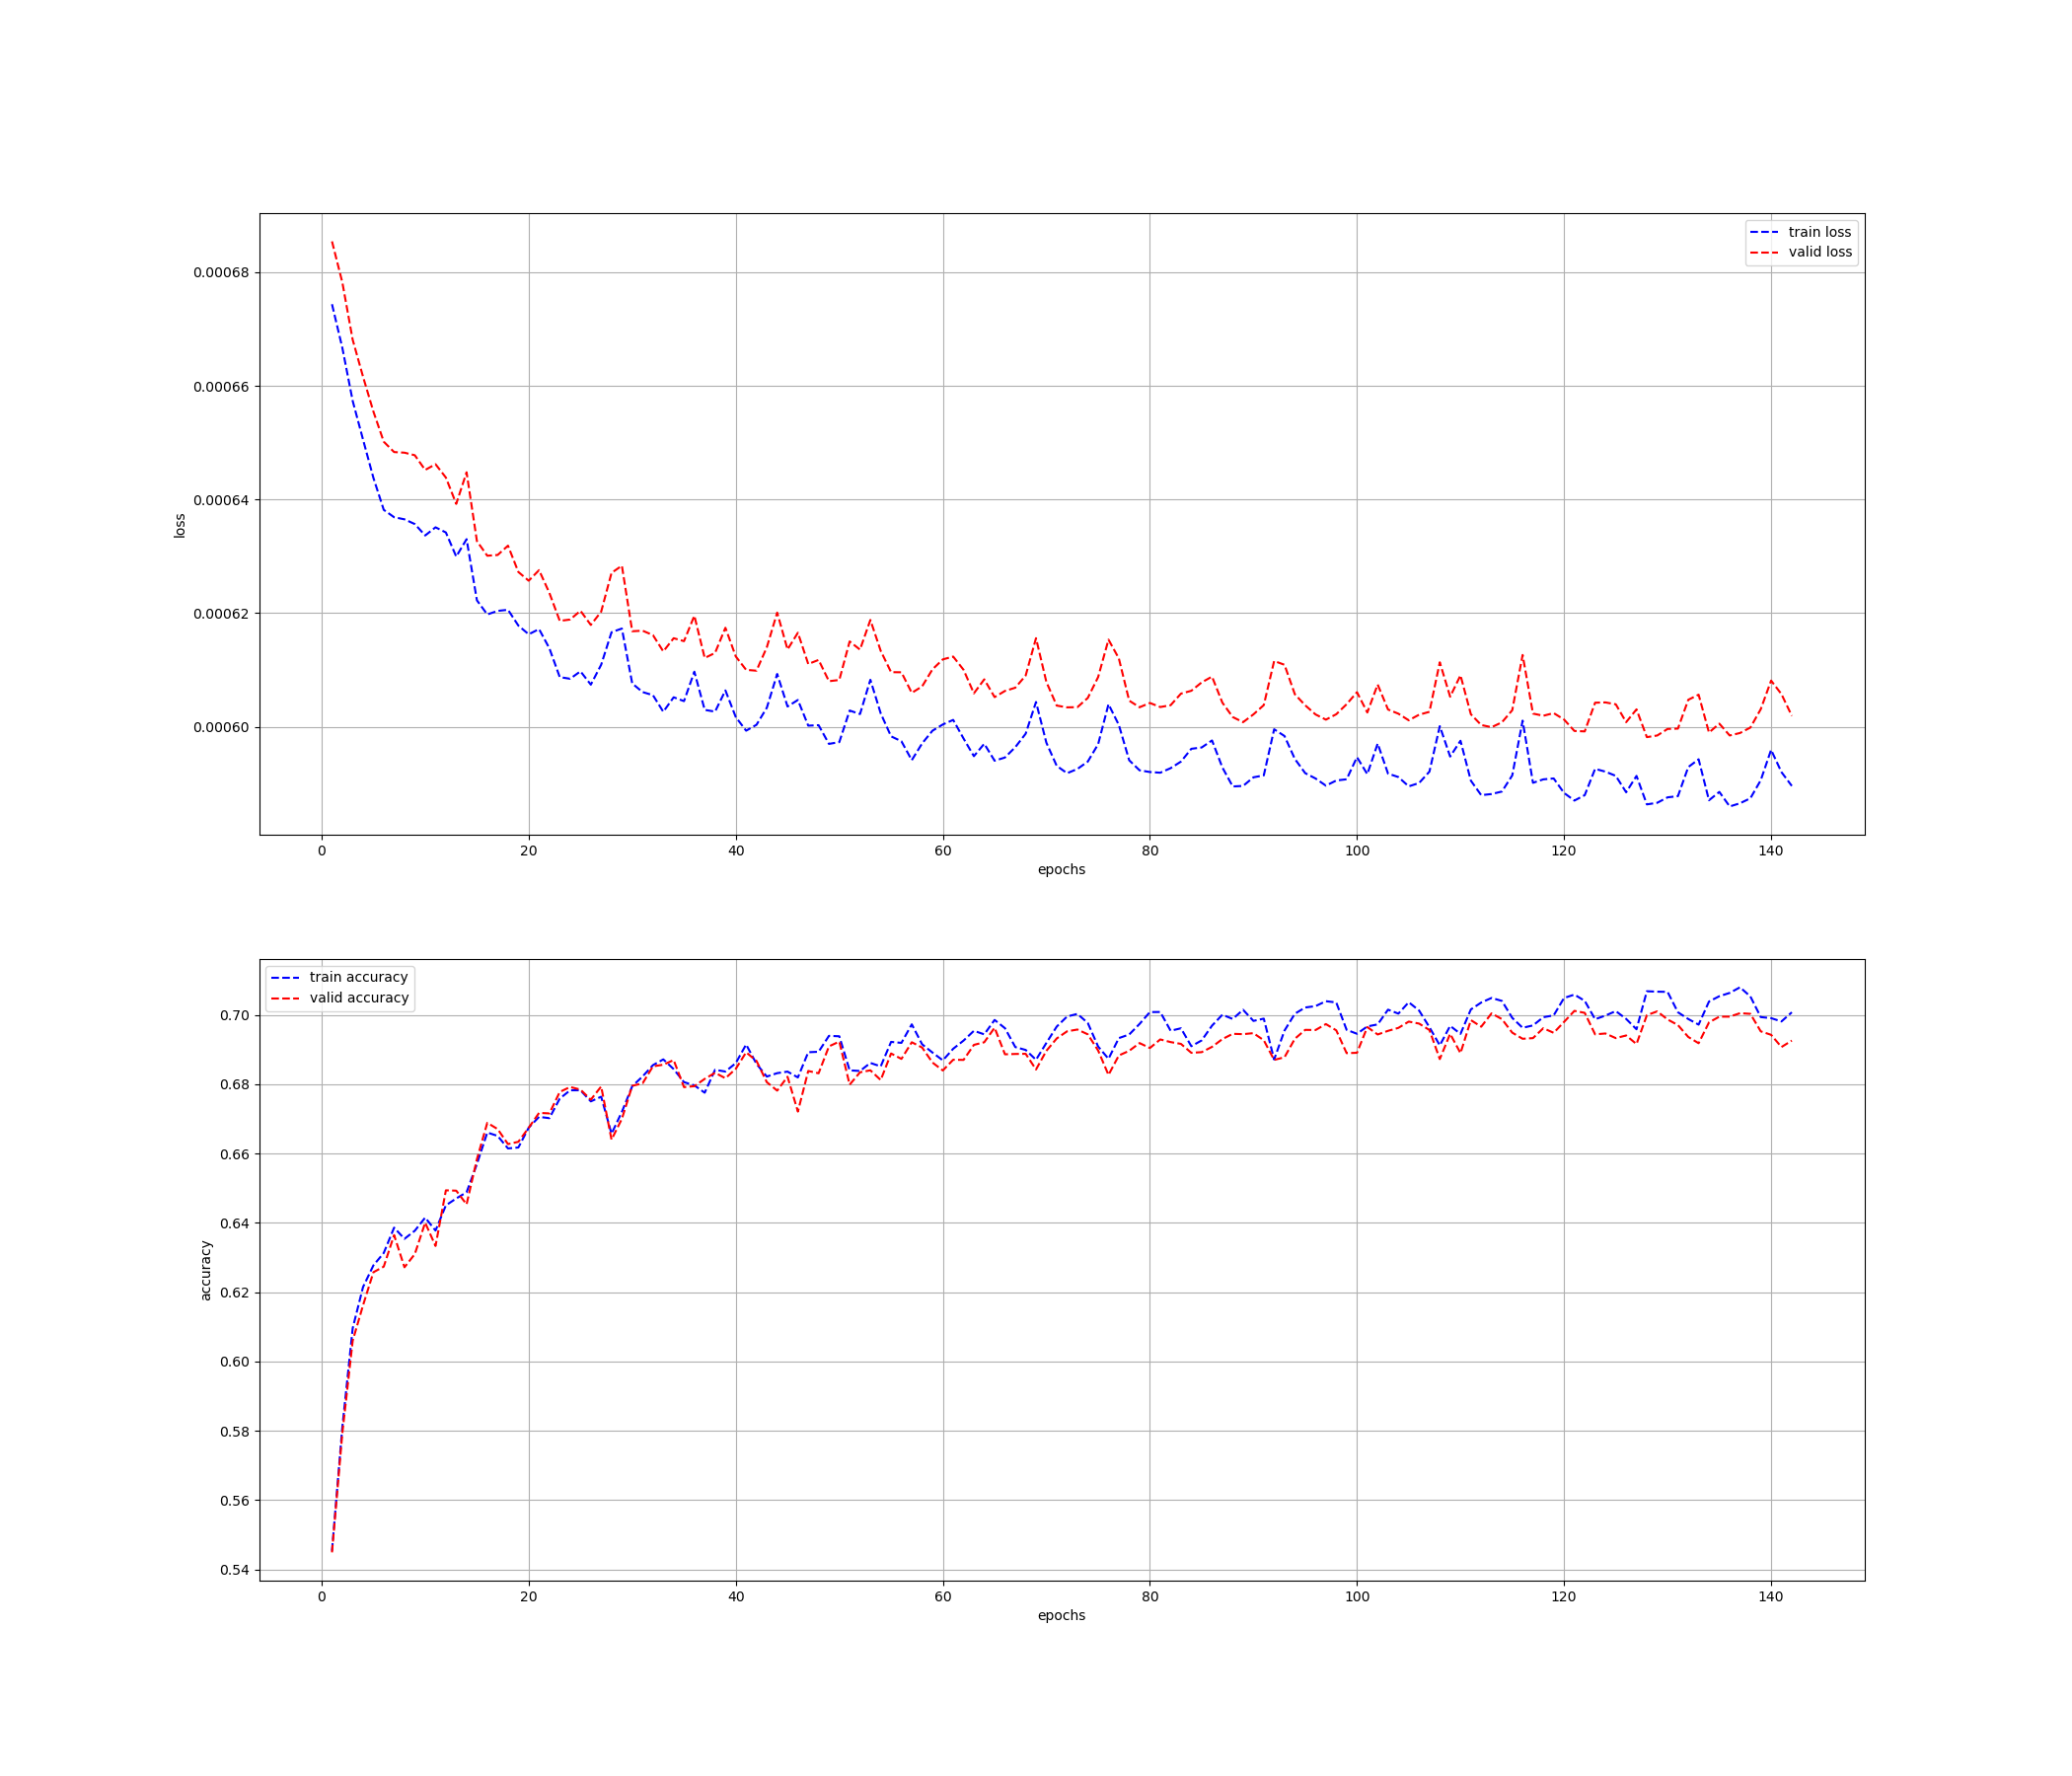 train loss
valid loss
0.00068
0.00066
0.00064
0.00062
0.00060
loss
0 20 40 60 80 100 120 140
epochs
train accuracy
valid accuracy
0.70
0.68
0.66
0.64
0.62
0.60
0.58
0.56
0.54
accuracy
0 20 40 60 80 100 120 140
epochs